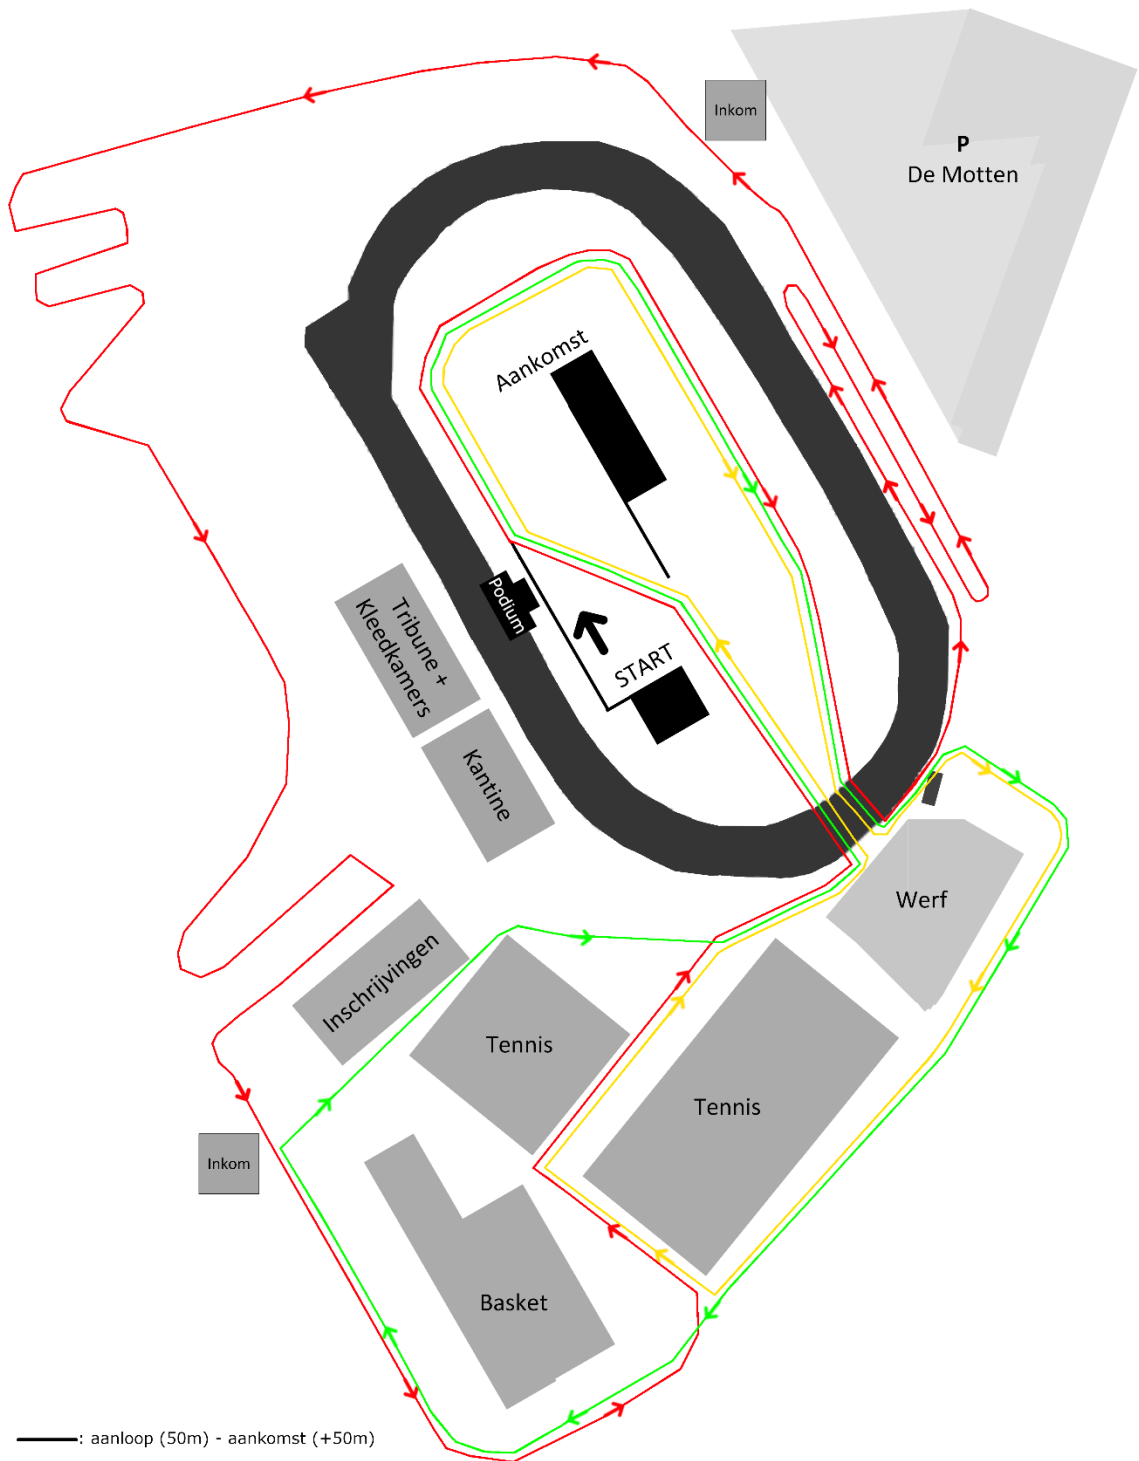 Inkom
P
De Motten
Aankomst
Podium
START
Tribune +
Kleedkamers
Kantine
Werf
Inschrijvingen
Tennis
Tennis
Inkom
Basket
: aanloop (50m) - aankomst (+50m)